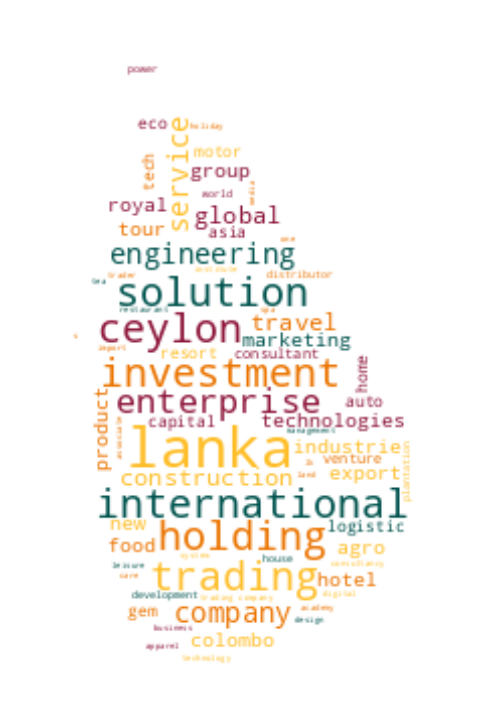 power
eco
service
holiday
motor
tech
group
world
royal
global
tour
asia
one
engineering
institute
trader
distributor
tea
solution
restaurant
spa
ceylon
travel
marketing
import
resort
consultant
investment
home
enterprise
auto
product
capital
technologies
associate
management
lanka
industries
venture
plantation
construction
land
export
international
new
logistic
holding
food
agro
system
house
consultancy
leisure
trading
care
hotel
development
trading company
digital
gem
company
academy
design
business
colombo
apparel
technology